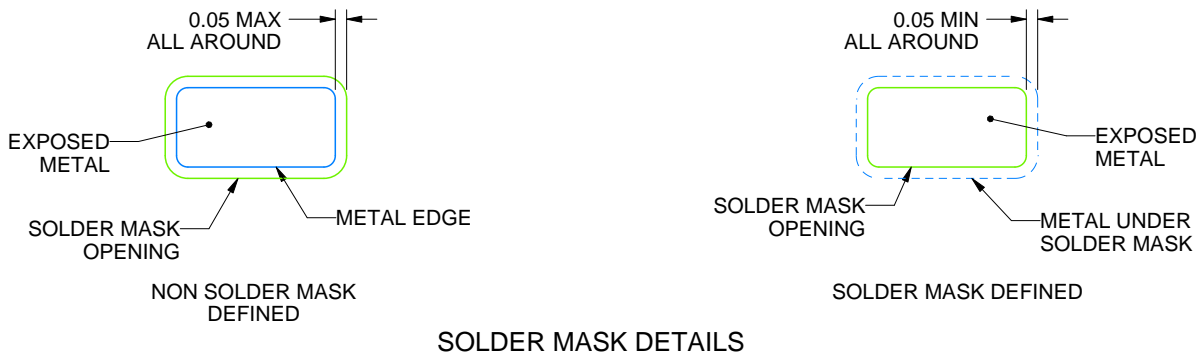 0.05 MAX
ALL AROUND
EXPOSED
METAL
SOLDER MASK
OPENING
METAL EDGE
NON SOLDER MASK
DEFINED
0.05 MIN
ALL AROUND
EXPOSED
METAL
SOLDER MASK
OPENING
METAL UNDER
SOLDER MASK
SOLDER MASK DEFINED
SOLDER MASK DETAILS